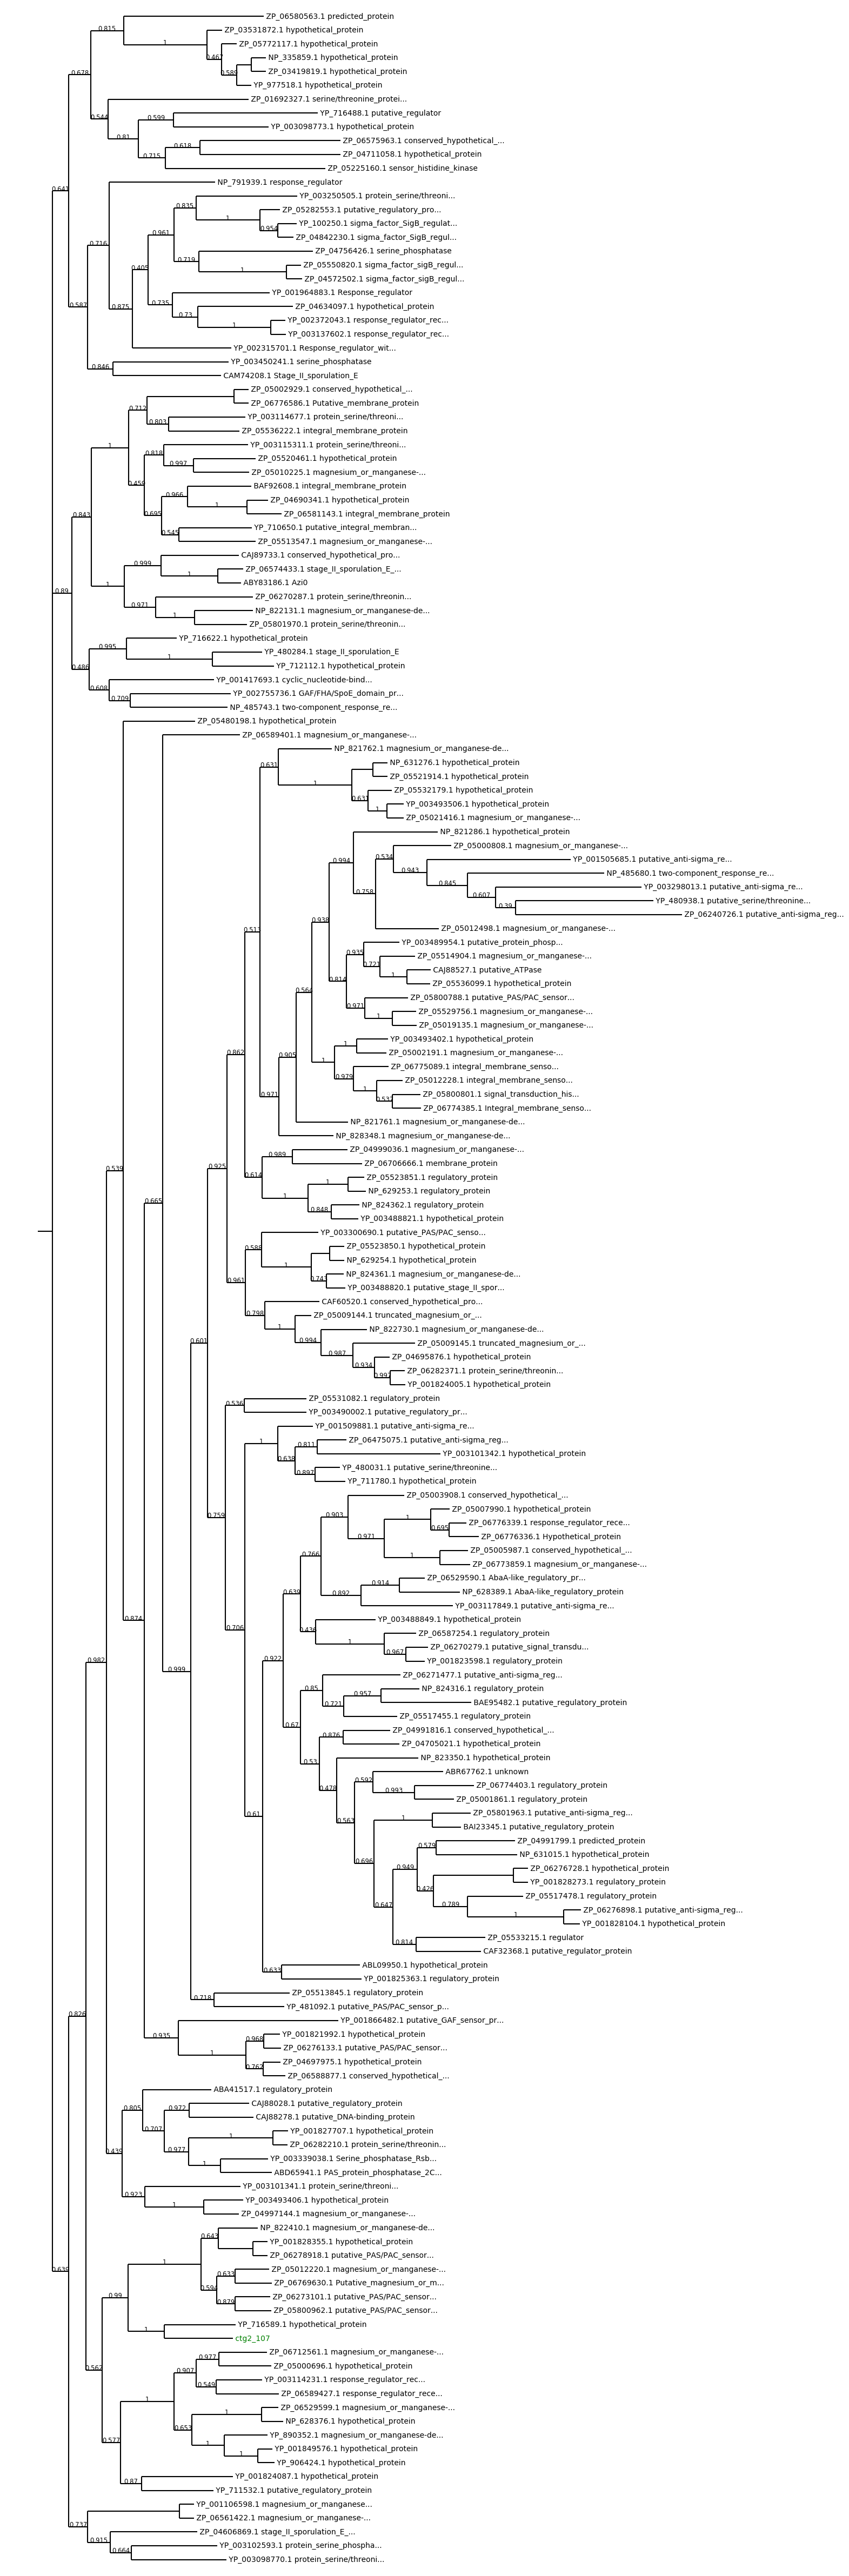 ZP_06580563.1 predicted_protein
0.815
ZP_03531872.1 hypothetical_protein
1
ZP_05772117.1 hypothetical_protein
0.467
NP_335859.1 hypothetical_protein
0.678
ZP_03419819.1 hypothetical_protein
0.589
YP_977518.1 hypothetical_protein
ZP_01692327.1 serine/threonine_protei...
YP_716488.1 putative_regulator
0.544
0.599
YP_003098773.1 hypothetical_protein
0.81
ZP_06575963.1 conserved_hypothetical_...
0.618
0.715
ZP_04711058.1 hypothetical_protein
ZP_05225160.1 sensor_histidine_kinase
NP_791939.1 response_regulator
0.641
YP_003250505.1 protein_serine/threoni...
0.835
ZP_05282553.1 putative_regulatory_pro...
1
YP_100250.1 sigma_factor_SigB_regulat...
0.954
0.961
ZP_04842230.1 sigma_factor_SigB_regul...
0.716
ZP_04756426.1 serine_phosphatase
0.719
ZP_05550820.1 sigma_factor_sigB_regul...
0.405
1
ZP_04572502.1 sigma_factor_sigB_regul...
YP_001964883.1 Response_regulator
0.587
0.875
0.735
ZP_04634097.1 hypothetical_protein
0.73
YP_002372043.1 response_regulator_rec...
1
YP_003137602.1 response_regulator_rec...
YP_002315701.1 Response_regulator_wit...
YP_003450241.1 serine_phosphatase
0.846
CAM74208.1 Stage_II_sporulation_E
ZP_05002929.1 conserved_hypothetical_...
ZP_06776586.1 Putative_membrane_protein
0.712
YP_003114677.1 protein_serine/threoni...
0.803
ZP_05536222.1 integral_membrane_protein
1
YP_003115311.1 protein_serine/threoni...
0.818
ZP_05520461.1 hypothetical_protein
0.997
ZP_05010225.1 magnesium_or_manganese-...
0.459
BAF92608.1 integral_membrane_protein
0.966
ZP_04690341.1 hypothetical_protein
1
ZP_06581143.1 integral_membrane_protein
0.843
0.695
YP_710650.1 putative_integral_membran...
0.545
ZP_05513547.1 magnesium_or_manganese-...
CAJ89733.1 conserved_hypothetical_pro...
0.999
ZP_06574433.1 stage_II_sporulation_E_...
1
ABY83186.1 Azi0
1
0.89
ZP_06270287.1 protein_serine/threonin...
0.971
NP_822131.1 magnesium_or_manganese-de...
1
ZP_05801970.1 protein_serine/threonin...
YP_716622.1 hypothetical_protein
0.995
YP_480284.1 stage_II_sporulation_E
1
YP_712112.1 hypothetical_protein
0.486
YP_001417693.1 cyclic_nucleotide-bind...
0.608
YP_002755736.1 GAF/FHA/SpoE_domain_pr...
0.709
NP_485743.1 two-component_response_re...
ZP_05480198.1 hypothetical_protein
ZP_06589401.1 magnesium_or_manganese-...
NP_821762.1 magnesium_or_manganese-de...
NP_631276.1 hypothetical_protein
0.631
ZP_05521914.1 hypothetical_protein
1
ZP_05532179.1 hypothetical_protein
0.631
YP_003493506.1 hypothetical_protein
1
ZP_05021416.1 magnesium_or_manganese-...
NP_821286.1 hypothetical_protein
ZP_05000808.1 magnesium_or_manganese-...
0.994
0.534
YP_001505685.1 putative_anti-sigma_re...
0.943
NP_485680.1 two-component_response_re...
0.845
YP_003298013.1 putative_anti-sigma_re...
0.758
0.607
YP_480938.1 putative_serine/threonine...
0.39
ZP_06240726.1 putative_anti-sigma_reg...
0.938
0.513
ZP_05012498.1 magnesium_or_manganese-...
YP_003489954.1 putative_protein_phosp...
0.935
ZP_05514904.1 magnesium_or_manganese-...
0.721
CAJ88527.1 putative_ATPase
1
0.814
ZP_05536099.1 hypothetical_protein
0.564
ZP_05800788.1 putative_PAS/PAC_sensor...
0.971
ZP_05529756.1 magnesium_or_manganese-...
1
ZP_05019135.1 magnesium_or_manganese-...
YP_003493402.1 hypothetical_protein
1
0.862
0.905
ZP_05002191.1 magnesium_or_manganese-...
1
ZP_06775089.1 integral_membrane_senso...
0.979
ZP_05012228.1 integral_membrane_senso...
1
0.971
ZP_05800801.1 signal_transduction_his...
0.537
ZP_06774385.1 Integral_membrane_senso...
NP_821761.1 magnesium_or_manganese-de...
NP_828348.1 magnesium_or_manganese-de...
ZP_04999036.1 magnesium_or_manganese-...
0.989
ZP_06706666.1 membrane_protein
0.539
0.925
0.614
ZP_05523851.1 regulatory_protein
1
NP_629253.1 regulatory_protein
1
0.665
NP_824362.1 regulatory_protein
0.848
YP_003488821.1 hypothetical_protein
YP_003300690.1 putative_PAS/PAC_senso...
ZP_05523850.1 hypothetical_protein
0.588
NP_629254.1 hypothetical_protein
1
NP_824361.1 magnesium_or_manganese-de...
0.961
0.741
YP_003488820.1 putative_stage_II_spor...
CAF60520.1 conserved_hypothetical_pro...
0.798
ZP_05009144.1 truncated_magnesium_or_...
1
NP_822730.1 magnesium_or_manganese-de...
0.601
0.994
ZP_05009145.1 truncated_magnesium_or_...
0.987
ZP_04695876.1 hypothetical_protein
0.934
ZP_06282371.1 protein_serine/threonin...
0.992
YP_001824005.1 hypothetical_protein
ZP_05531082.1 regulatory_protein
0.536
YP_003490002.1 putative_regulatory_pr...
YP_001509881.1 putative_anti-sigma_re...
1
ZP_06475075.1 putative_anti-sigma_reg...
0.811
YP_003101342.1 hypothetical_protein
0.638
YP_480031.1 putative_serine/threonine...
0.897
YP_711780.1 hypothetical_protein
ZP_05003908.1 conserved_hypothetical_...
0.759
0.903
ZP_05007990.1 hypothetical_protein
1
ZP_06776339.1 response_regulator_rece...
0.695
ZP_06776336.1 Hypothetical_protein
0.971
0.766
ZP_05005987.1 conserved_hypothetical_...
1
ZP_06773859.1 magnesium_or_manganese-...
ZP_06529590.1 AbaA-like_regulatory_pr...
0.914
0.639
0.892
NP_628389.1 AbaA-like_regulatory_protein
YP_003117849.1 putative_anti-sigma_re...
0.874
0.706
YP_003488849.1 hypothetical_protein
0.436
ZP_06587254.1 regulatory_protein
1
ZP_06270279.1 putative_signal_transdu...
0.967
YP_001823598.1 regulatory_protein
0.982
0.999
0.922
ZP_06271477.1 putative_anti-sigma_reg...
0.85
NP_824316.1 regulatory_protein
0.957
0.721
BAE95482.1 putative_regulatory_protein
ZP_05517455.1 regulatory_protein
0.67
ZP_04991816.1 conserved_hypothetical_...
0.876
ZP_04705021.1 hypothetical_protein
0.53
NP_823350.1 hypothetical_protein
ABR67762.1 unknown
0.592
ZP_06774403.1 regulatory_protein
0.478
0.993
ZP_05001861.1 regulatory_protein
0.61
0.563
ZP_05801963.1 putative_anti-sigma_reg...
1
BAI23345.1 putative_regulatory_protein
ZP_04991799.1 predicted_protein
0.579
NP_631015.1 hypothetical_protein
0.696
0.949
ZP_06276728.1 hypothetical_protein
YP_001828273.1 regulatory_protein
0.426
ZP_05517478.1 regulatory_protein
0.647
0.789
ZP_06276898.1 putative_anti-sigma_reg...
1
YP_001828104.1 hypothetical_protein
ZP_05533215.1 regulator
0.814
CAF32368.1 putative_regulator_protein
ABL09950.1 hypothetical_protein
0.633
YP_001825363.1 regulatory_protein
ZP_05513845.1 regulatory_protein
0.718
YP_481092.1 putative_PAS/PAC_sensor_p...
0.826
YP_001866482.1 putative_GAF_sensor_pr...
0.935
YP_001821992.1 hypothetical_protein
0.968
ZP_06276133.1 putative_PAS/PAC_sensor...
1
ZP_04697975.1 hypothetical_protein
0.767
ZP_06588877.1 conserved_hypothetical_...
ABA41517.1 regulatory_protein
CAJ88028.1 putative_regulatory_protein
0.805
0.972
CAJ88278.1 putative_DNA-binding_protein
0.707
YP_001827707.1 hypothetical_protein
1
ZP_06282210.1 protein_serine/threonin...
0.439
0.977
YP_003339038.1 Serine_phosphatase_Rsb...
1
ABD65941.1 PAS_protein_phosphatase_2C...
YP_003101341.1 protein_serine/threoni...
0.923
YP_003493406.1 hypothetical_protein
1
ZP_04997144.1 magnesium_or_manganese-...
NP_822410.1 magnesium_or_manganese-de...
0.643
YP_001828355.1 hypothetical_protein
ZP_06278918.1 putative_PAS/PAC_sensor...
1
0.639
ZP_05012220.1 magnesium_or_manganese-...
0.633
ZP_06769630.1 Putative_magnesium_or_m...
0.594
0.99
ZP_06273101.1 putative_PAS/PAC_sensor...
0.879
ZP_05800962.1 putative_PAS/PAC_sensor...
YP_716589.1 hypothetical_protein
1
ctg2_107
ZP_06712561.1 magnesium_or_manganese-...
0.977
0.562
ZP_05000696.1 hypothetical_protein
0.907
YP_003114231.1 response_regulator_rec...
0.549
ZP_06589427.1 response_regulator_rece...
1
ZP_06529599.1 magnesium_or_manganese-...
1
NP_628376.1 hypothetical_protein
0.653
YP_890352.1 magnesium_or_manganese-de...
0.577
1
YP_001849576.1 hypothetical_protein
1
YP_906424.1 hypothetical_protein
YP_001824087.1 hypothetical_protein
0.87
YP_711532.1 putative_regulatory_protein
YP_001106598.1 magnesium_or_manganese...
ZP_06561422.1 magnesium_or_manganese-...
0.737
ZP_04606869.1 stage_II_sporulation_E_...
0.915
YP_003102593.1 protein_serine_phospha...
0.664
YP_003098770.1 protein_serine/threoni...